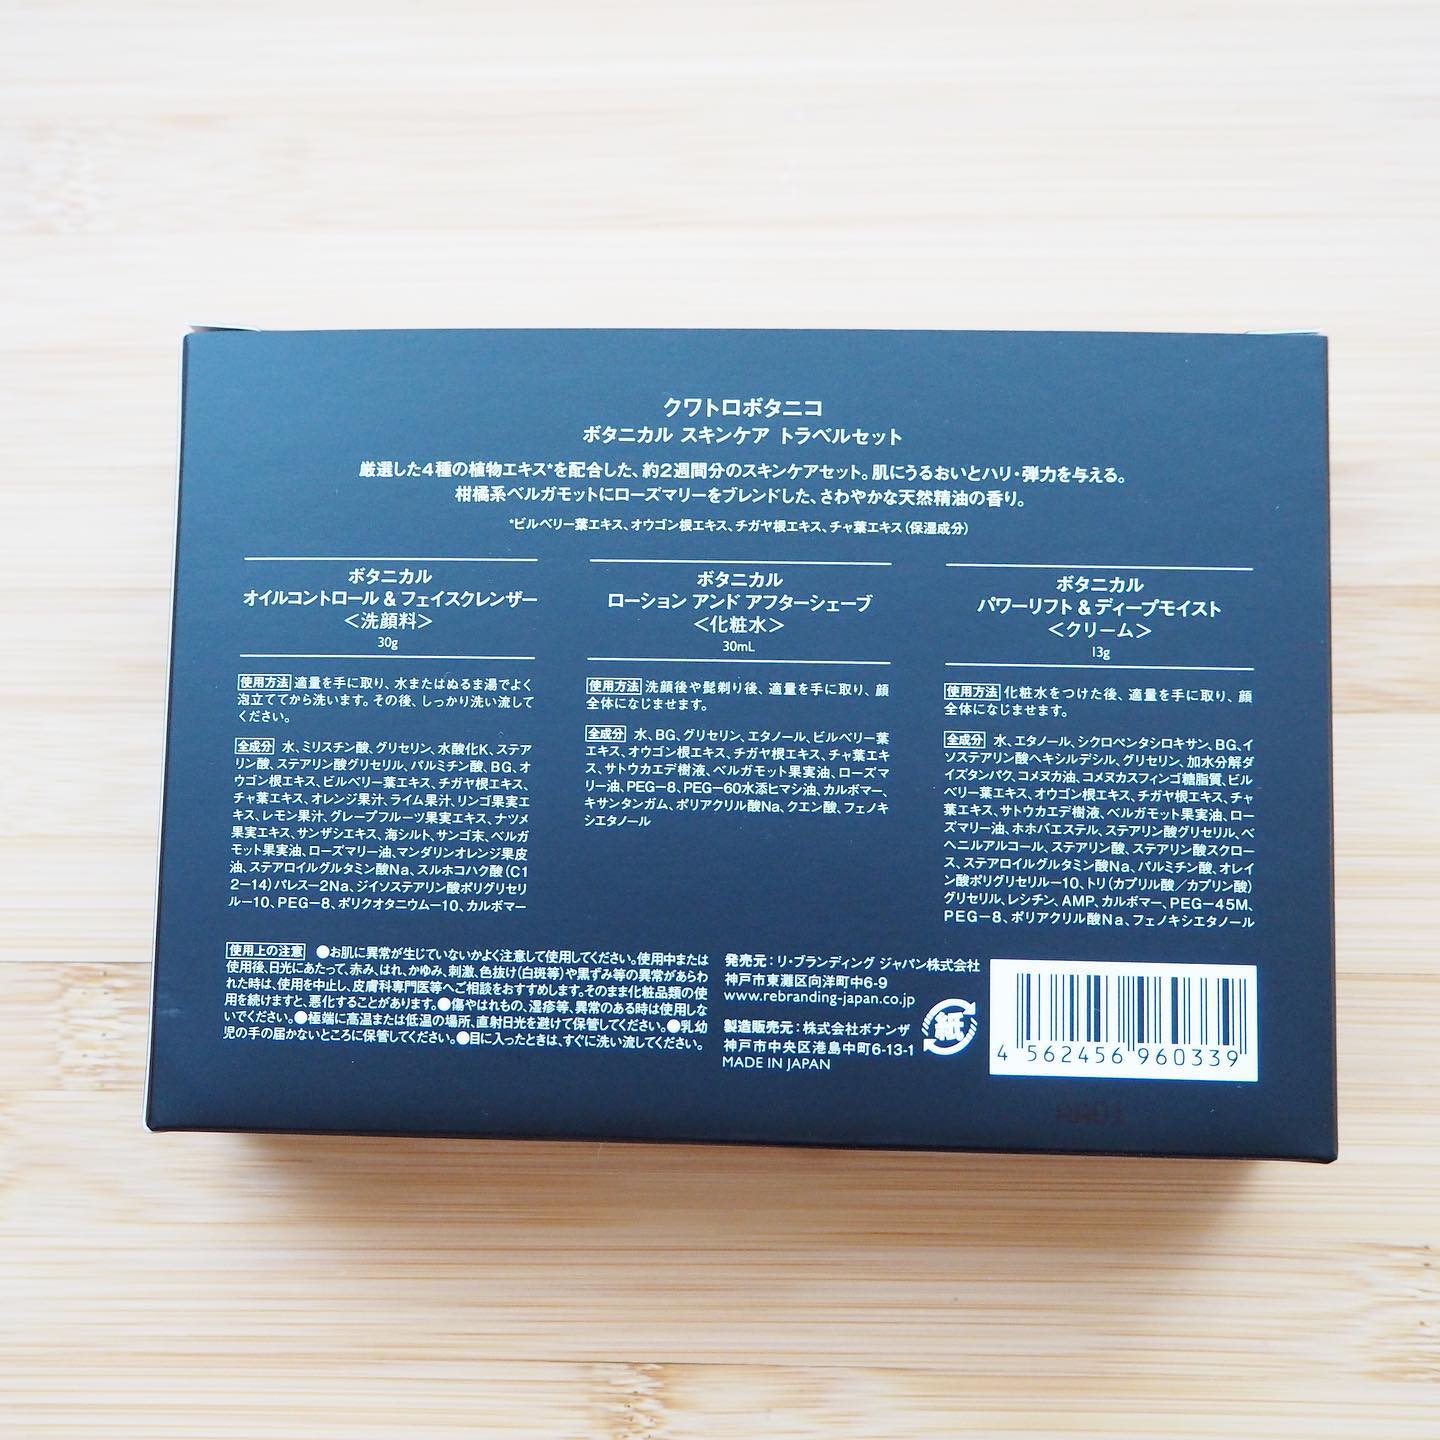 クワトロボタニコ
ボタニカル スキンケア トラベルセット
厳選した4種の植物エキス*を配合した、約2週間分のスキンケアセット。肌にうるおいとハリ・弾力を与える。
柑橘系ベルガモットにローズマリーをブレンドした、さわやかな天然精油の香り。
*ビルベリー葉エキス、オウゴン根エキス、チガヤ根エキス、チャ葉エキス(保湿成分)
ボタニカル
オイルコントロール & フェイスクレンザー
<洗顔料>
30g
使用方法 適量を手に取り、水またはぬるま湯でよく
泡立ててから洗います。その後、しっかり洗い流して
ください。
全成分 水、ミリスチン酸、グリセリン、水酸化K、ステア
リン酸、ステアリン酸グリセリル、パルミチン酸、BG、オ
ウゴン根エキス、ビルベリー葉エキス、チガヤ根エキス、
チャ葉エキス、オレンジ果汁、ライム果汁、リンゴ果実エ
キス、レモン果汁、グレープフルーツ果実エキス、ナツメ
果実エキス、サンザシエキス、海シルト、サンゴ末、ベルガ
モット果実油、ローズマリー油、マンダリンオレンジ果皮
油、ステアロイルグルタミン酸Na、スルホコハク酸(C1
2-14)パレス-2Na、ジイソステアリン酸ポリグリセリ
ル-10、PEG-8、ポリクオタニウム-10、カルボマー
ボタニカル
ローション アンド アフターシェーブ
<化粧水>
30mL
使用方法 洗顔後や髭剃り後、適量を手に取り、顔
全体になじませます。
全成分 水、BG、グリセリン、エタノール、ビルベリー葉
エキス、オウゴン根エキス、チガヤ根エキス、チャ葉エキ
ス、サトウカエデ樹液、ベルガモット果実油、ローズマ
リー油、PEG-8、PEG-60水添ヒマシ油、カルボマー、
キサンタンガム、ポリアクリル酸Na、クエン酸、フェノキ
シエタノール
ボタニカル
パワーリフト & ディープモイスト
<クリーム>
13g
使用方法 化粧水をつけた後、適量を手に取り、顔
全体になじませます。
全成分 水、エタノール、シクロペンタシロキサン、BG、イ
ソステアリン酸ヘキシルデシル、グリセリン、加水分解ダ
イズタンパク、コメヌカ油、コメヌカスフィンゴ糖脂質、ビル
ベリー葉エキス、オウゴン根エキス、チガヤ根エキス、チャ
葉エキス、サトウカエデ樹液、ベルガモット果実油、ロー
ズマリー油、ホホバエステル、ステアリン酸グリセリル、ベ
ヘニルアルコール、ステアリン酸、ステアリン酸スクロー
ス、ステアロイルグルタミン酸Na、パルミチン酸、オレイ
ン酸ポリグリセリル-10、トリ(カプリル酸/カプリン酸)
グリセリル、レシチン、AMP、カルボマー、PEG-45M、
PEG-8、ポリアクリル酸Na、フェノキシエタノール
使用上の注意 ●お肌に異常が生じていないかよく注意して使用してください。使用中または
使用後、日光にあたって、赤み、はれ、かゆみ、刺激、色抜け(白斑等)や黒ずみ等の異常があらわ
れた時は、使用を中止し、皮膚科専門医等へご相談をおすすめします。そのまま化粧品類の使
用を続けますと、悪化することがあります。●傷やはれもの、湿疹等、異常のある時は使用しな
いでください。●極端に高温または低温の場所、直射日光を避けて保管してください。●乳幼
児の手の届かないところに保管してください。●目に入ったときは、すぐに洗い流してください。
発売元：リ・ブランディング ジャパン株式会社
神戸市東灘区向洋町中6-9
www.rebranding-japan.co.jp
製造販売元：株式会社ボナンザ
神戸市中央区港島中町6-13-1
MADE IN JAPAN
紙
4 562456 960339